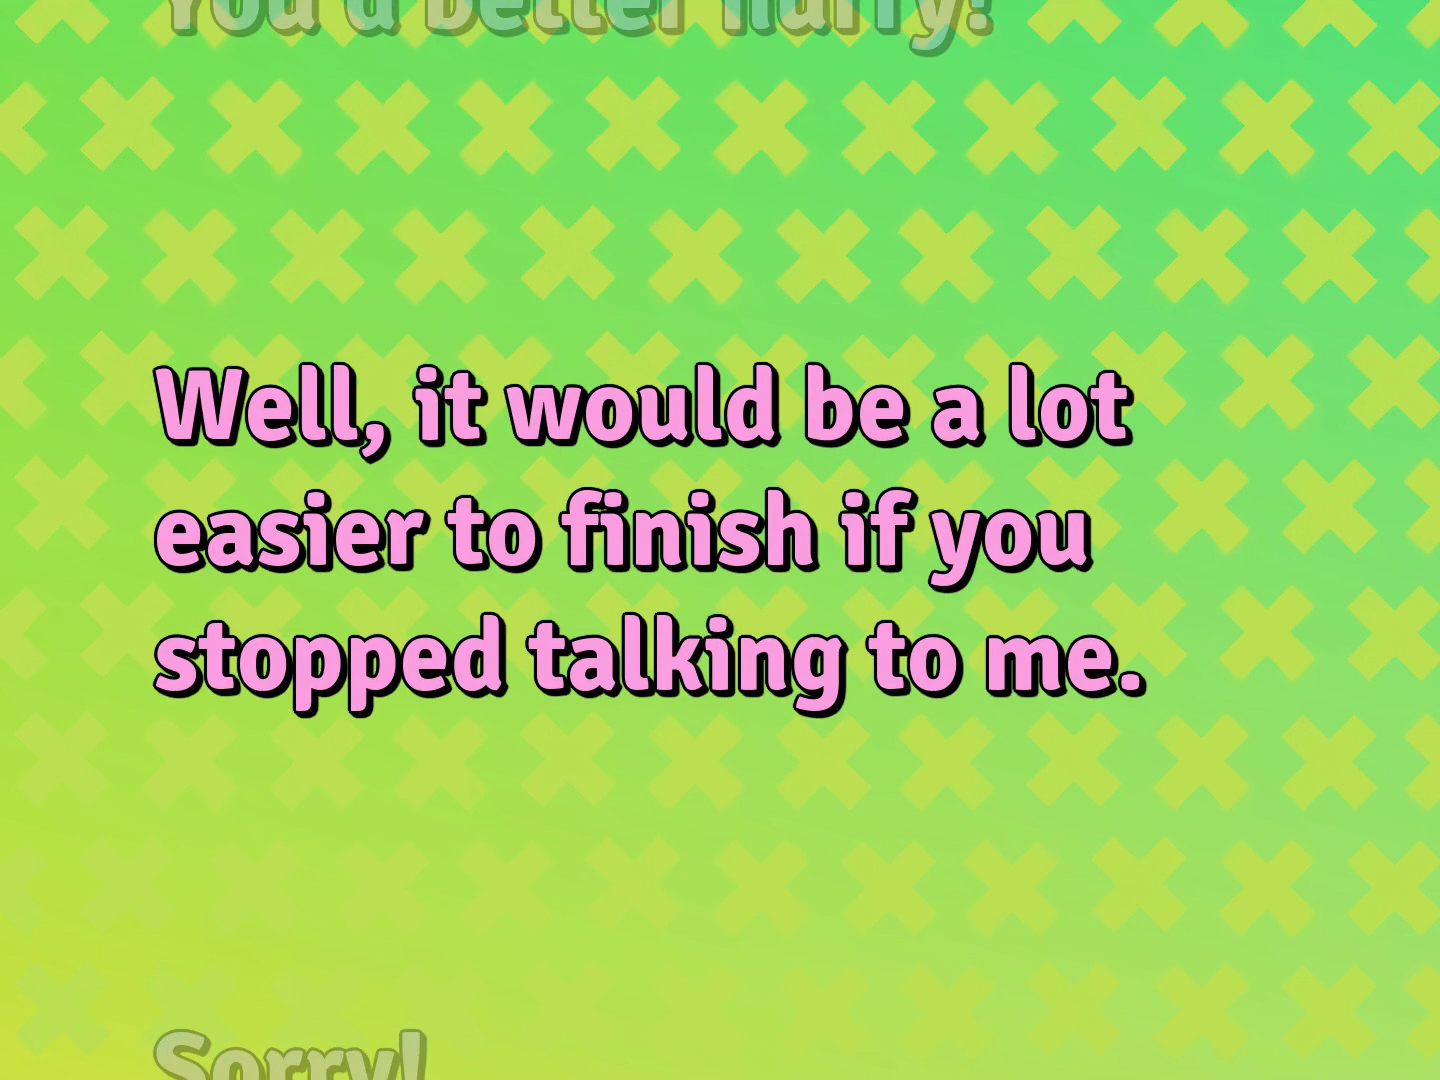 You'd better hurry!
Well, it would be a lot
easier to finish if you
stopped talking to me.
Sorry!